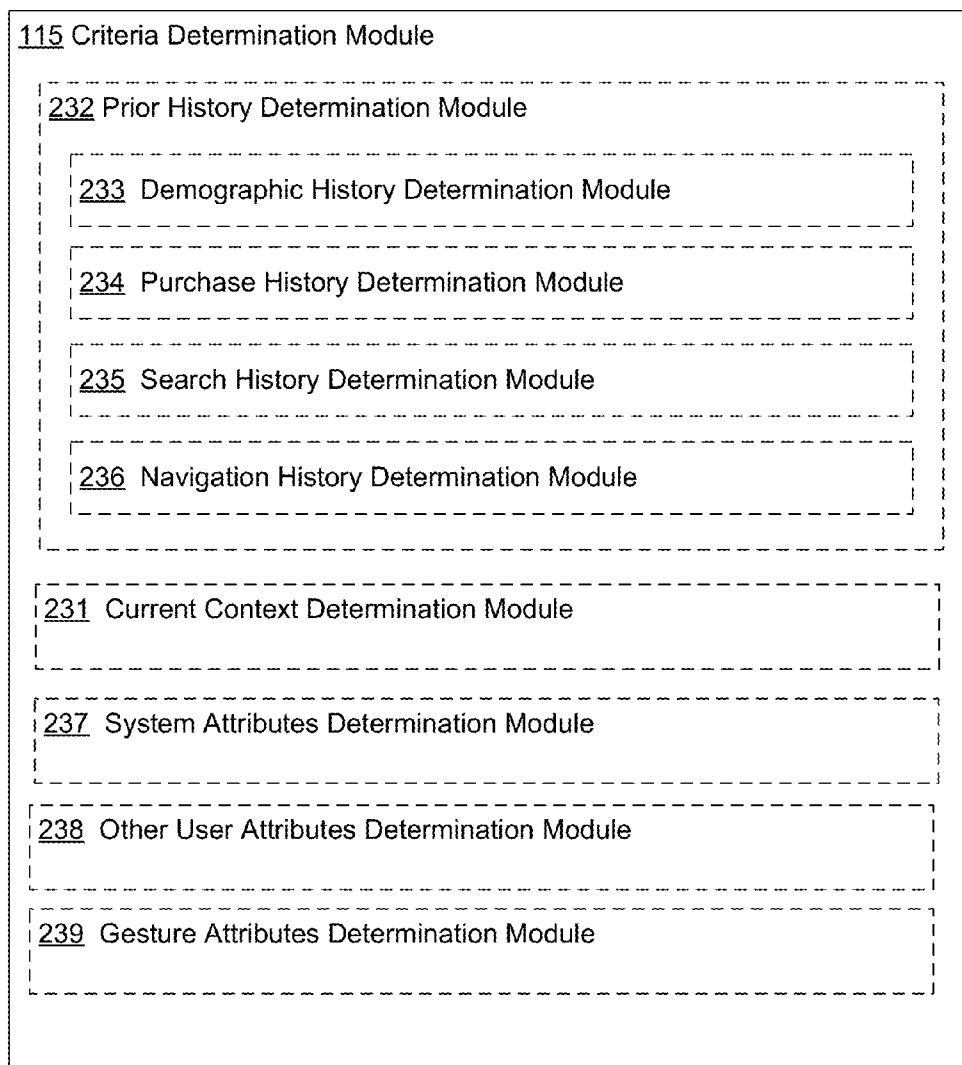 115 Criteria Determination Module
232 Prior History Determination Module
233 Demographic History Determination Module
234 Purchase History Determination Module
235 Search History Determination Module
236 Navigation History Determination Module
231 Current Context Determination Module
237 System Attributes Determination Module
238 Other User Attributes Determination Module
239 Gesture Attributes Determination Module